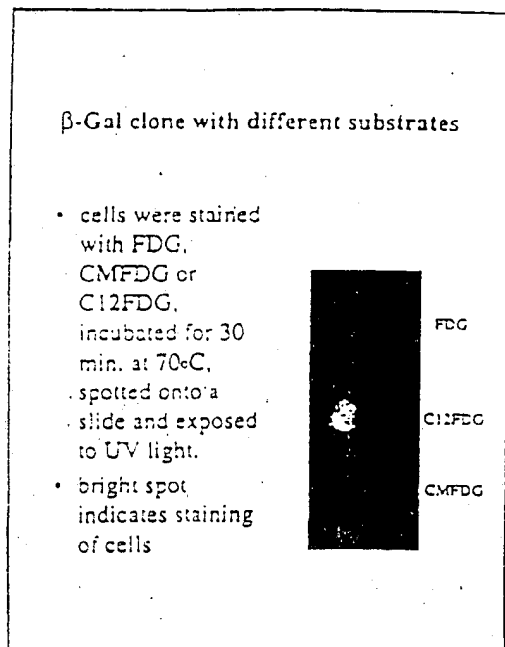 β-Gal clone with different substrates
• cells were stained
with FDG,
CMFDG or
C12FDG,
incubated for 30
min. at 70°C,
spotted onto a
slide and exposed
to UV light.
• bright spot
indicates staining
of cells
FDG
C12FDG
CMFDG